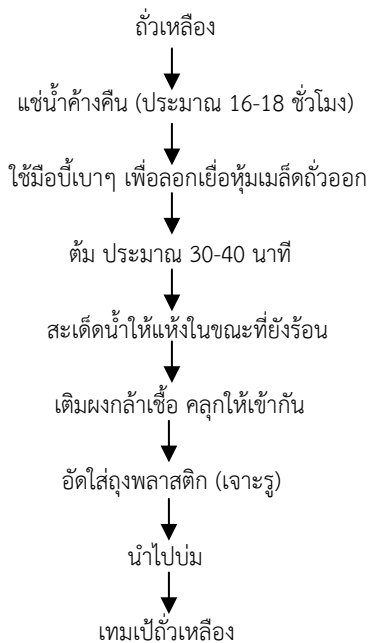 ถั่วเหลือง
แช่น้ำค้างคืน (ประมาณ 16-18 ชั่วโมง)
ใช้มือบี้เบาๆ เพื่อลอกเยื่อหุ้มเมล็ดถั่วออก
ต้ม ประมาณ 30-40 นาที
สะเด็ดน้ำให้แห้งในขณะที่ยังร้อน
เติมผงกล้าเชื้อ คลุกให้เข้ากัน
อัดใส่ถุงพลาสติก (เจาะรู)
นำไปบ่ม
เทมเป้ถั่วเหลือง